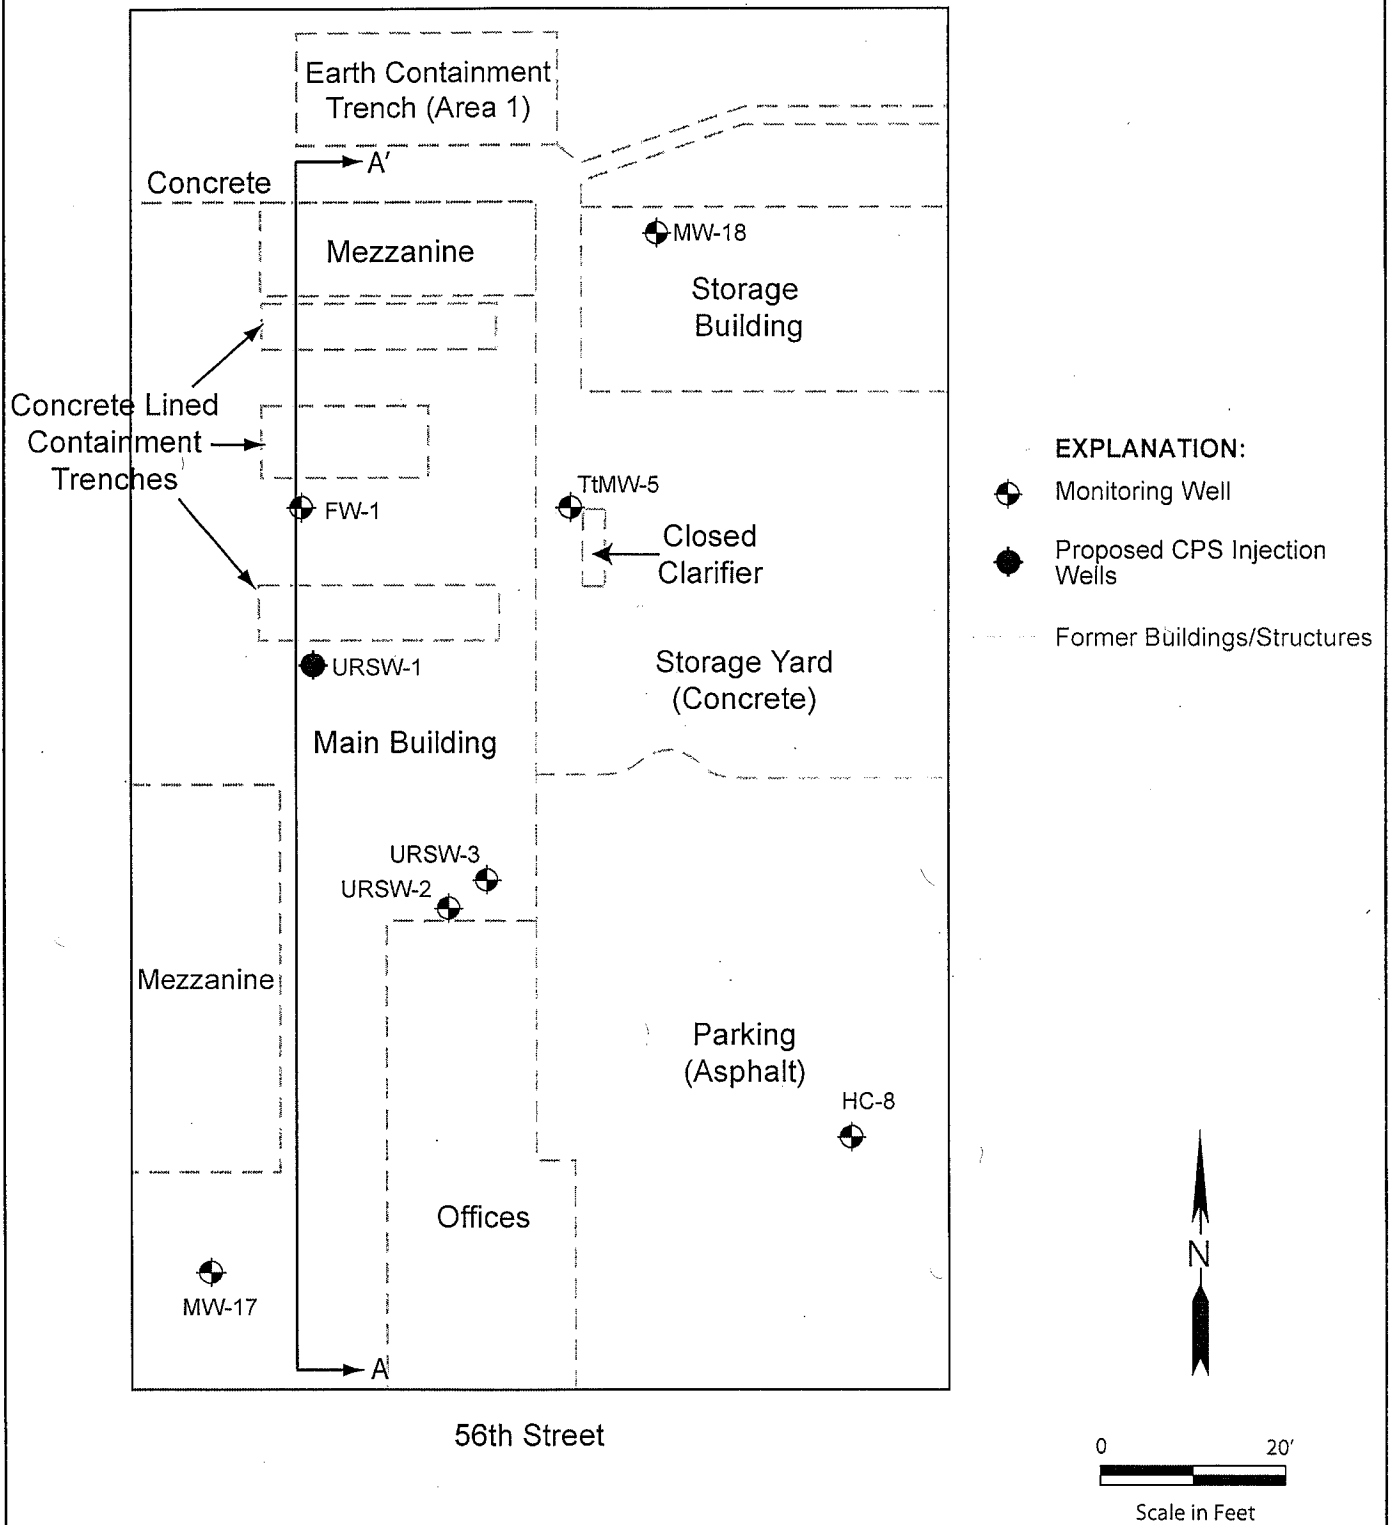 Earth Containment
Trench (Area 1)
A'
Concrete
Mezzanine
MW-18
Storage
Building
Concrete Lined
Containment
Trenches
FW-1
TtMW-5
Closed
Clarifier
EXPLANATION:
Monitoring Well
Proposed CPS Injection
Wells
Former Buildings/Structures
URSW-1
Storage Yard
(Concrete)
Main Building
URSW-3
URSW-2
Mezzanine
Parking
(Asphalt)
HC-8
Offices
MW-17
A
N
56th Street
0 20'
Scale in Feet